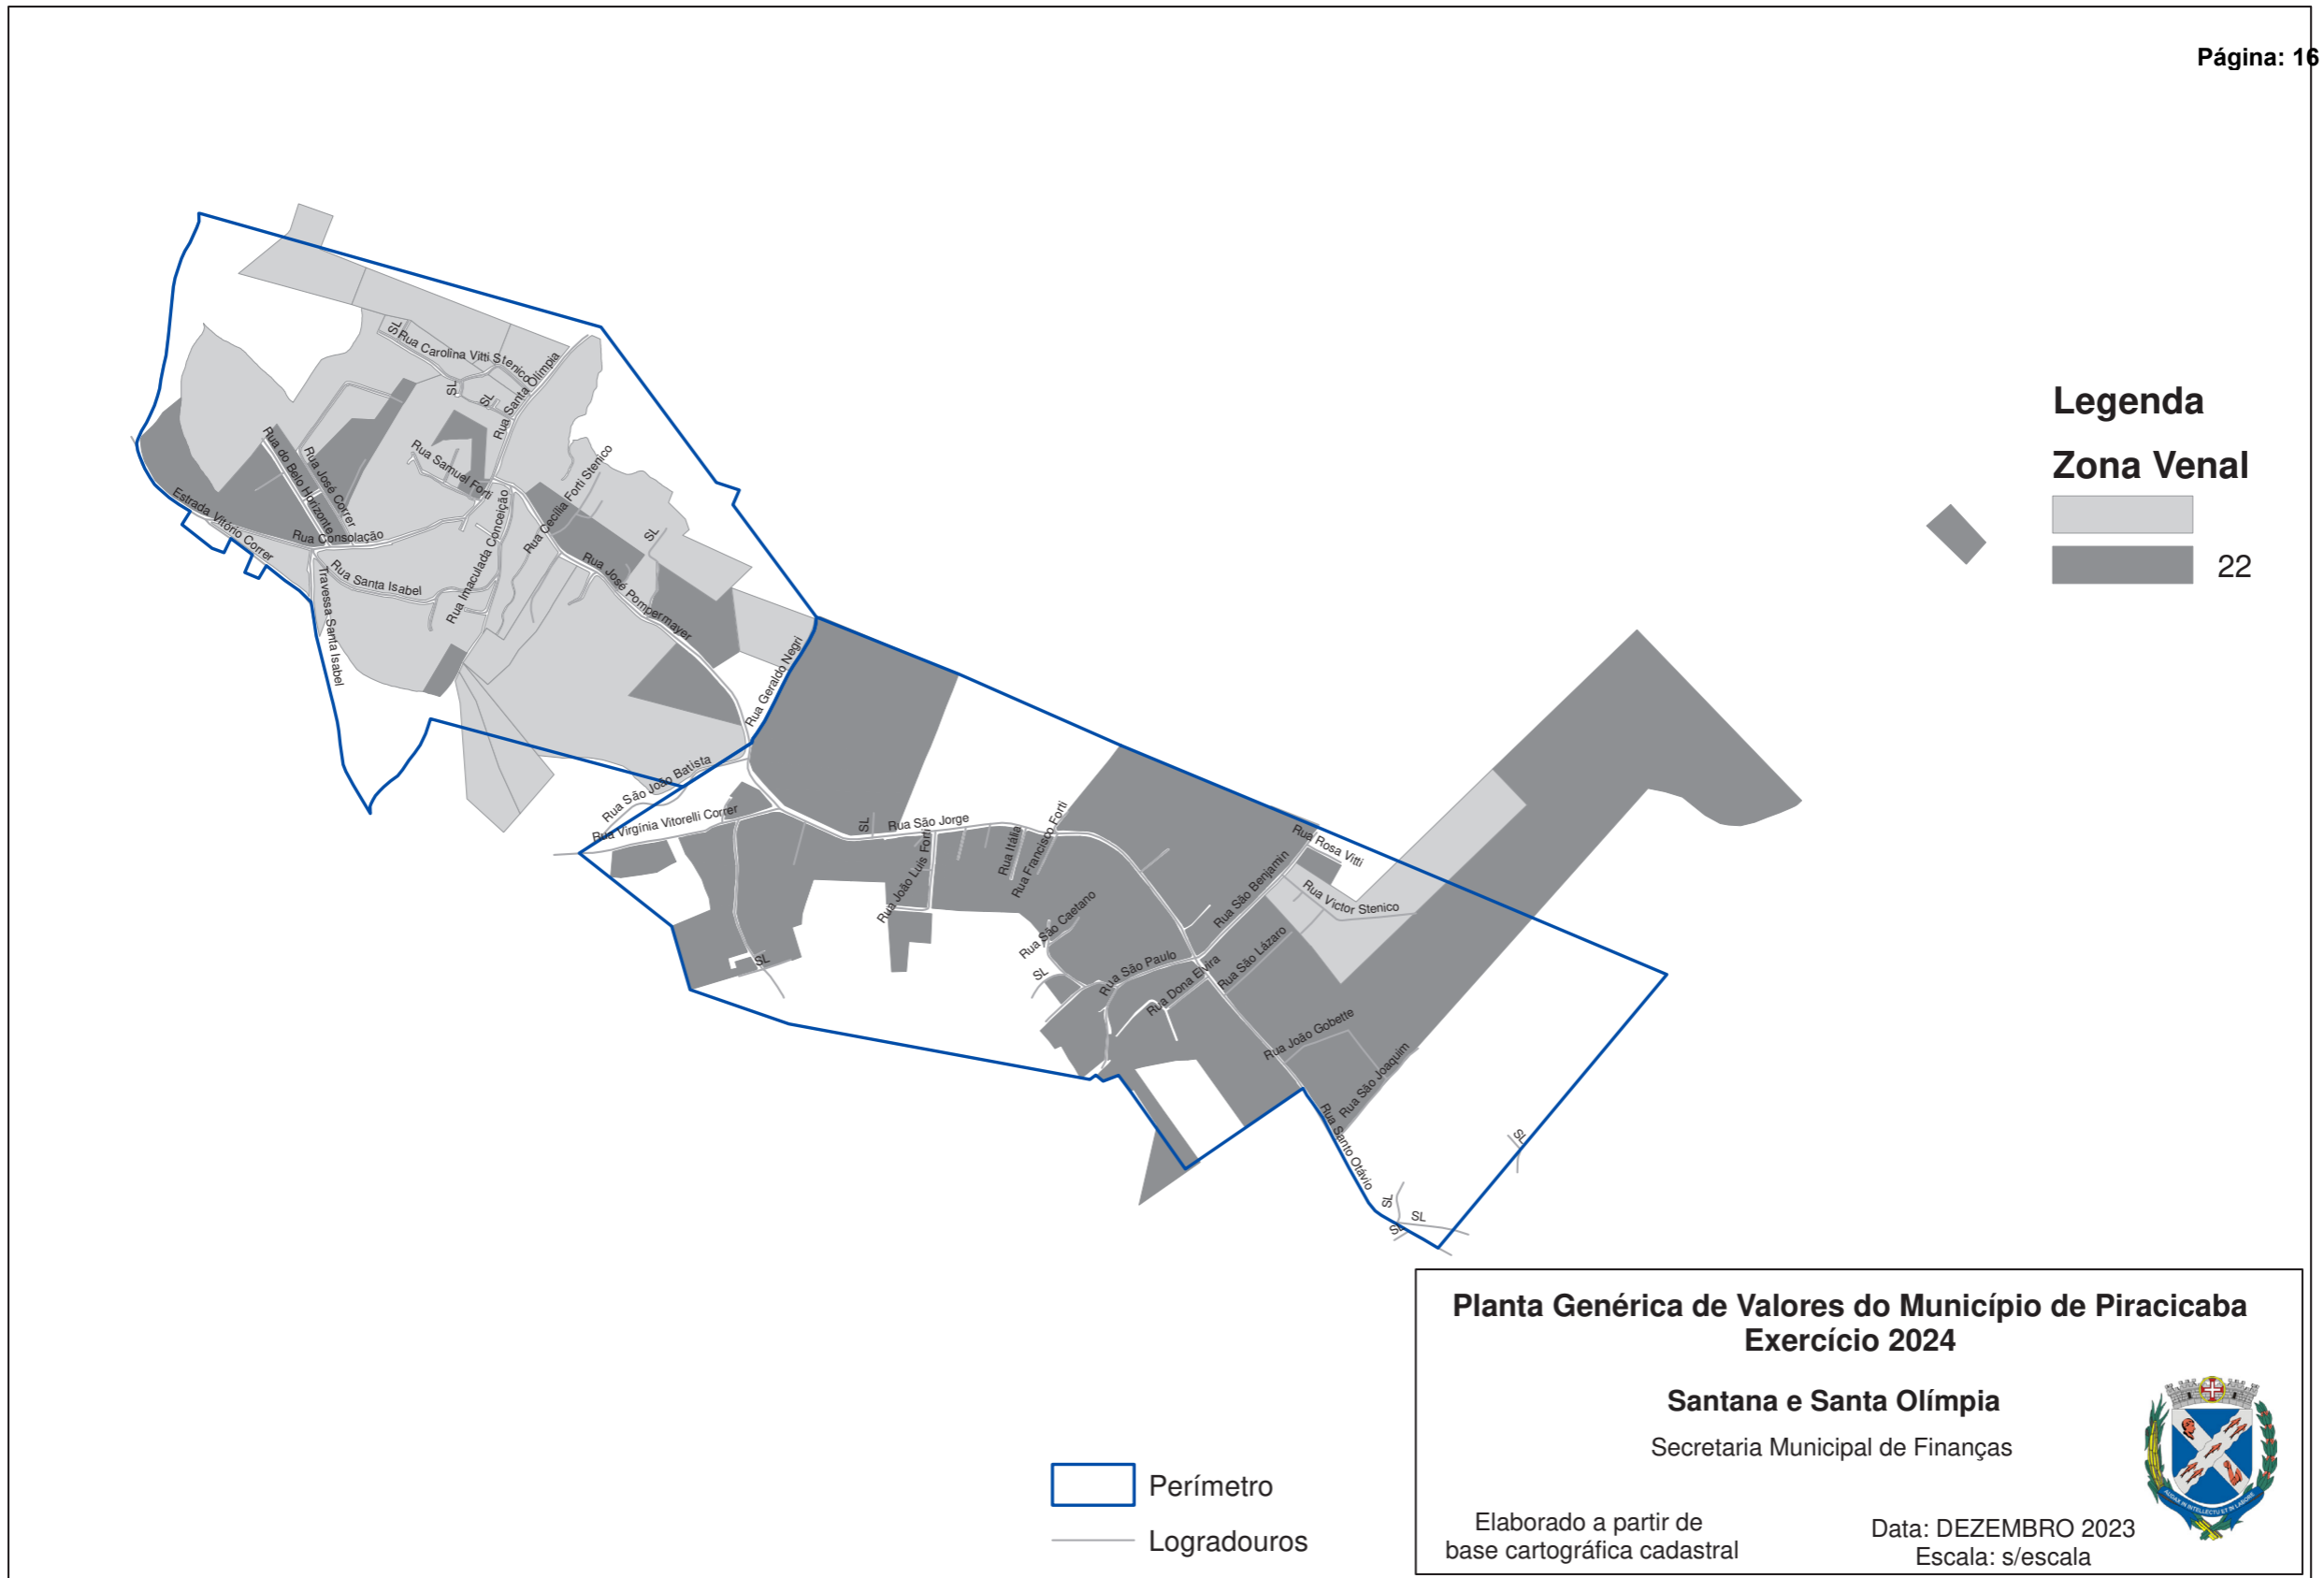 Página: 16
SL
Rua Carolina Vitti Stenico
Rua Santa Olímpia
SL
SL
Rua Samuel Forti
Rua do Belo Horizonte
Rua José Correr
Estrada Vitório Correr
Rua Consolação
Rua Imaculada Conceição
Rua Cecília Forti Stenico
SL
Rua Santa Isabel
Travessa Santa Isabel
Rua José Pompermayer
Rua Geraldo Negri
Rua São João Batista
Rua Virgínia Vitorelli Correr
SL
Rua São Jorge
Rua João Luis Forti
Rua Itália
Rua Francisco Forti
Rua Rosa Vitti
Rua São Benjamin
Rua Victor Stenico
Rua São Caetano
SL
SL
Rua São Paulo
Rua Dona Elvira
Rua São Lázaro
Rua João Gobette
Rua São Joaquim
Rua Santo Otávio
SL
SL
SL
SL
Legenda
Zona Venal
22
Perímetro
Logradouros
Planta Genérica de Valores do Município de Piracicaba
Exercício 2024
Santana e Santa Olímpia
Secretaria Municipal de Finanças
Elaborado a partir de
base cartográfica cadastral
Data: DEZEMBRO 2023
Escala: s/escala
AUDAX IN INTELLECTU ET IN LABORE